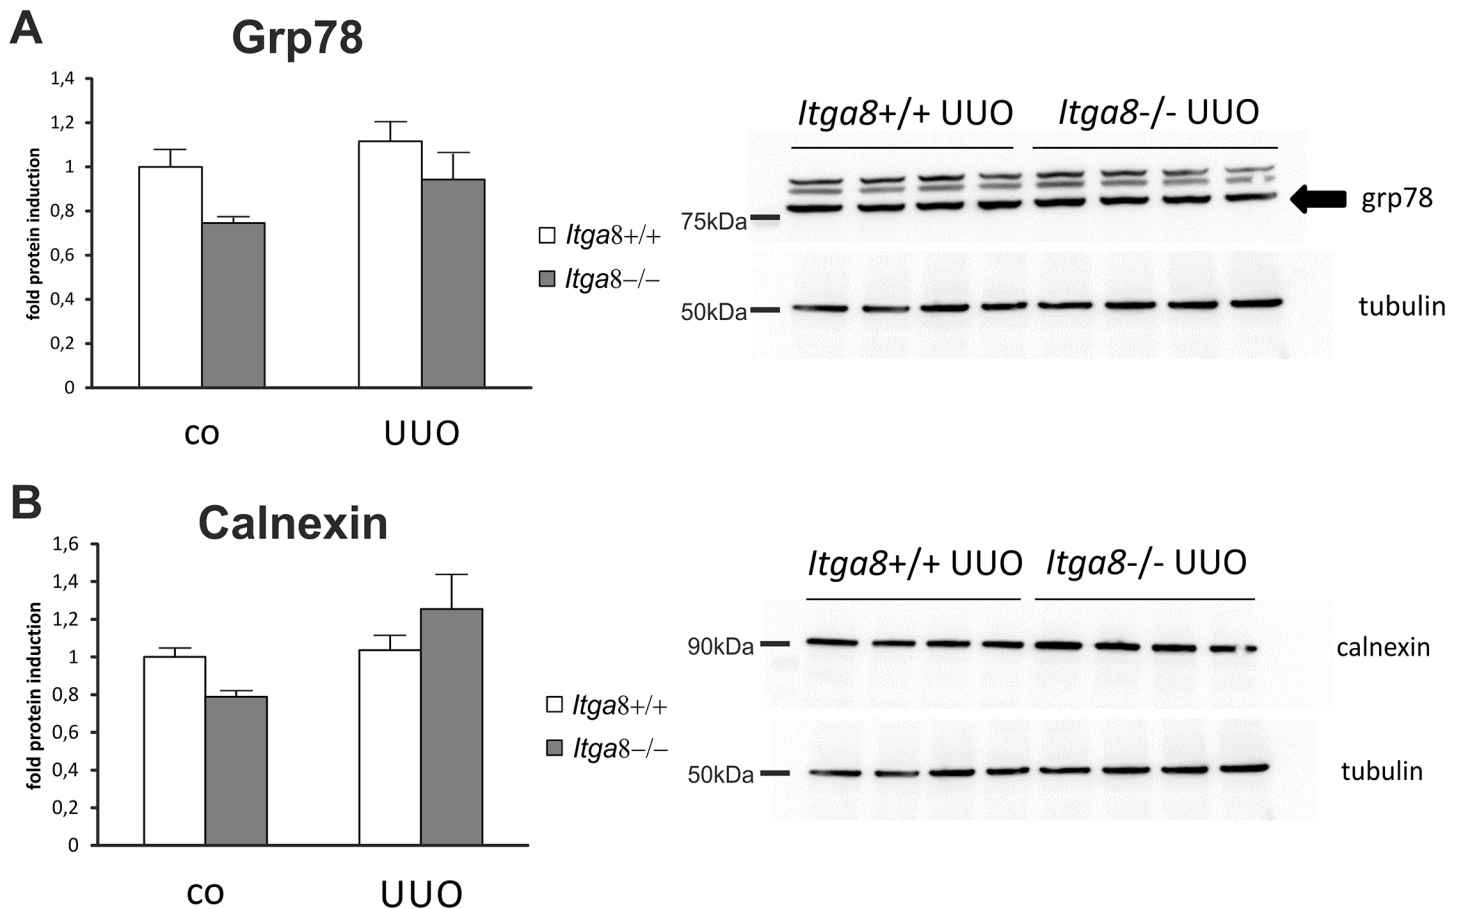 A
Grp78
fold protein induction
1,4
1,2
1
0,8
0,6
0,4
0,2
0
co
UUO
Itga8+/+
Itga8−/−
Itga8+/+ UUO
Itga8-/- UUO
75kDa
grp78
50kDa
tubulin
B
Calnexin
fold protein induction
1,6
1,4
1,2
1
0,8
0,6
0,4
0,2
0
co
UUO
Itga8+/+
Itga8−/−
Itga8+/+ UUO
Itga8-/- UUO
90kDa
calnexin
50kDa
tubulin